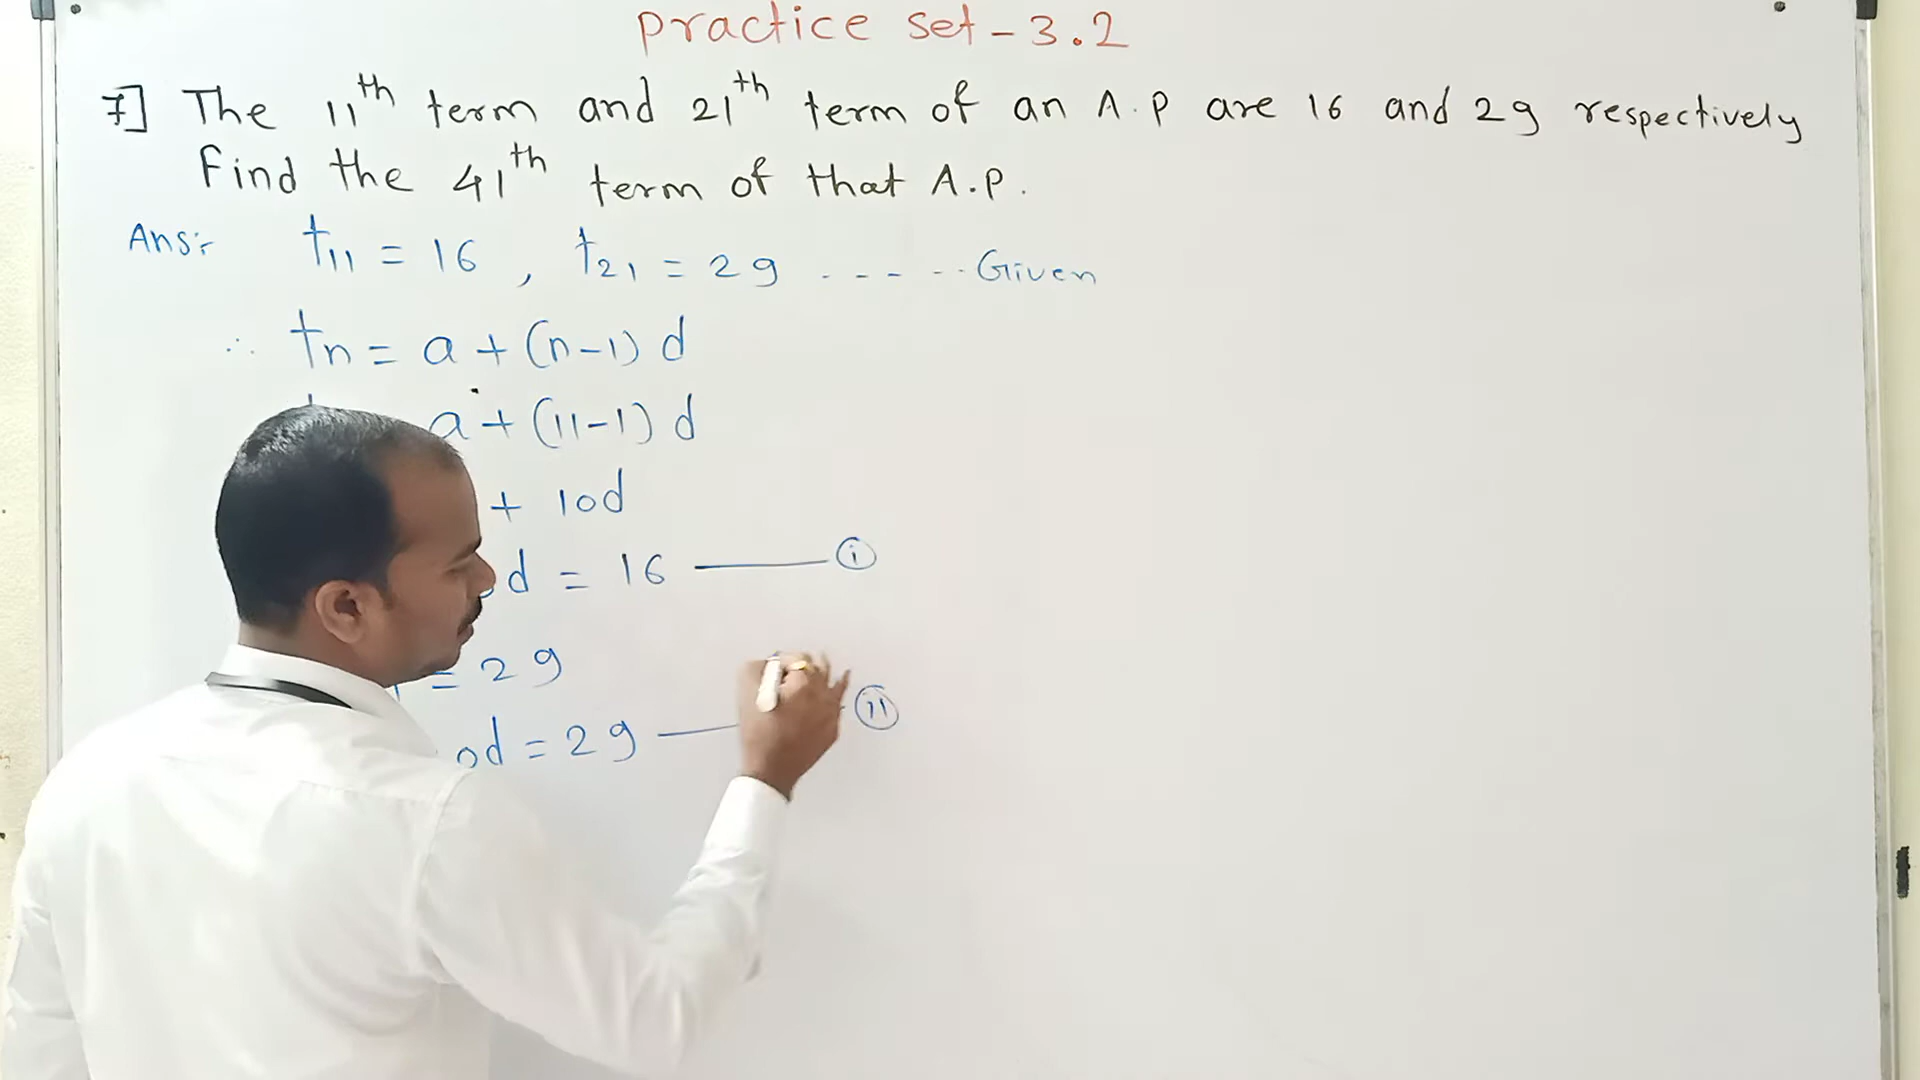 Practice set - 3.2
7] The 11th term and 21th term of an A.P are 16 and 29 respectively
Find the 41th term of that A.P.
Ans:- t11 = 16 , t21 = 29 ----- Given
∴ tn = a + (n-1) d
a + (11-1) d
+ 10d
d = 16 —— (i)
= 29
0d = 29 —— (ii)